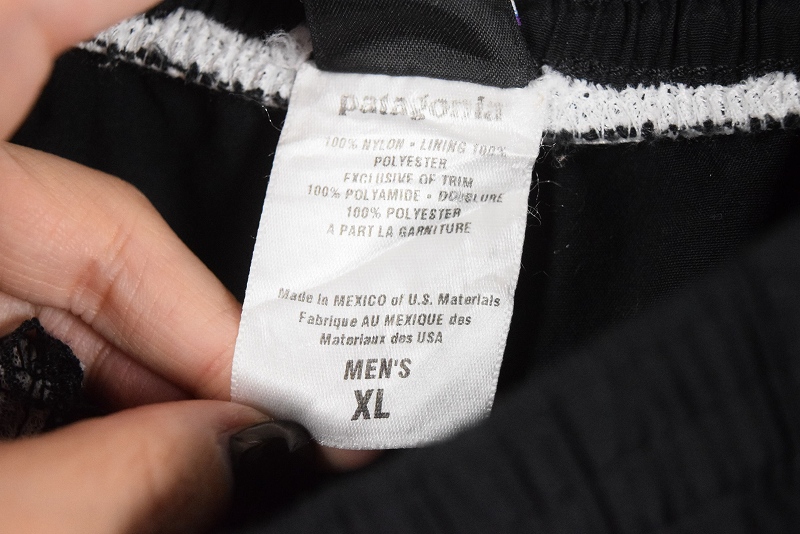 patagonia
100% NYLON • LINING 100%
POLYESTER
EXCLUSIVE OF TRIM
100% POLYAMIDE • DOUBLURE
100% POLYESTER
A PART LA GARNITURE
Made in MEXICO of U.S. Materials
Fabrique AU MEXIQUE des
Materiaux des USA
MEN'S
XL